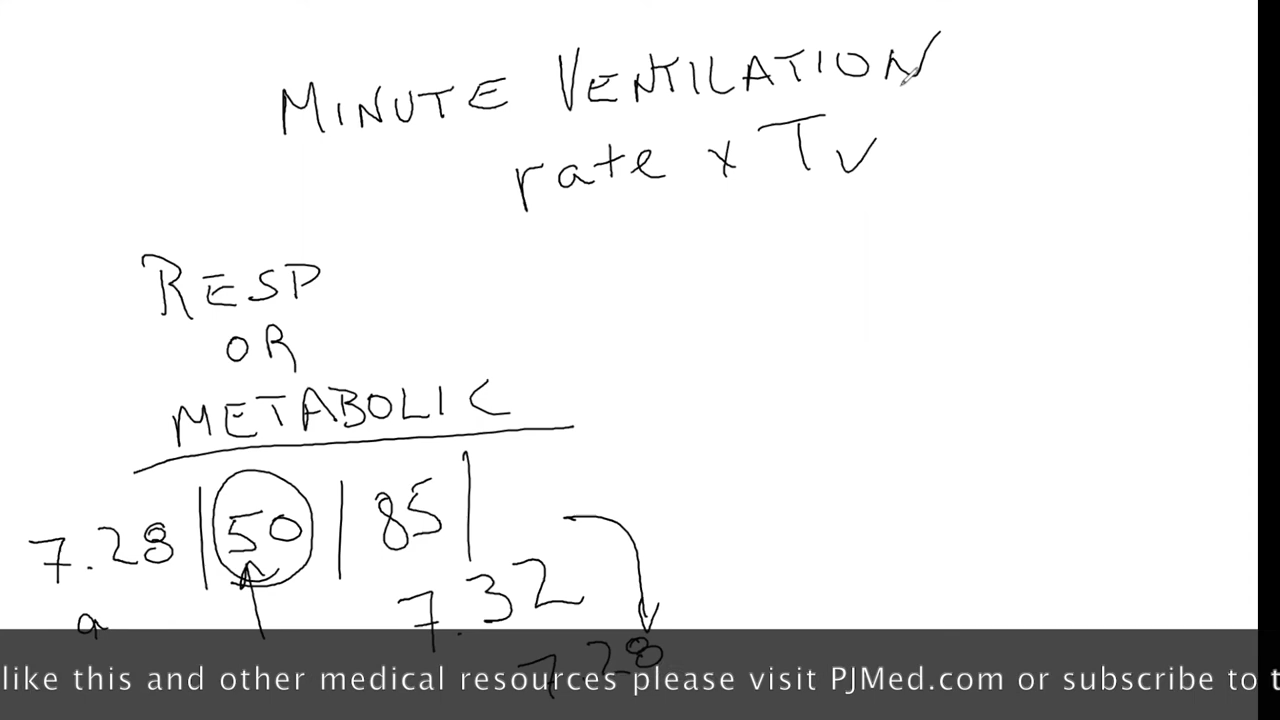 MINUTE VENTILATION
rate x Tv
RESP
OR
METABOLIC
7.28 | 50 | 85 |
a
7.32
7.28
like this and other medical resources please visit PJMed.com or subscribe to t